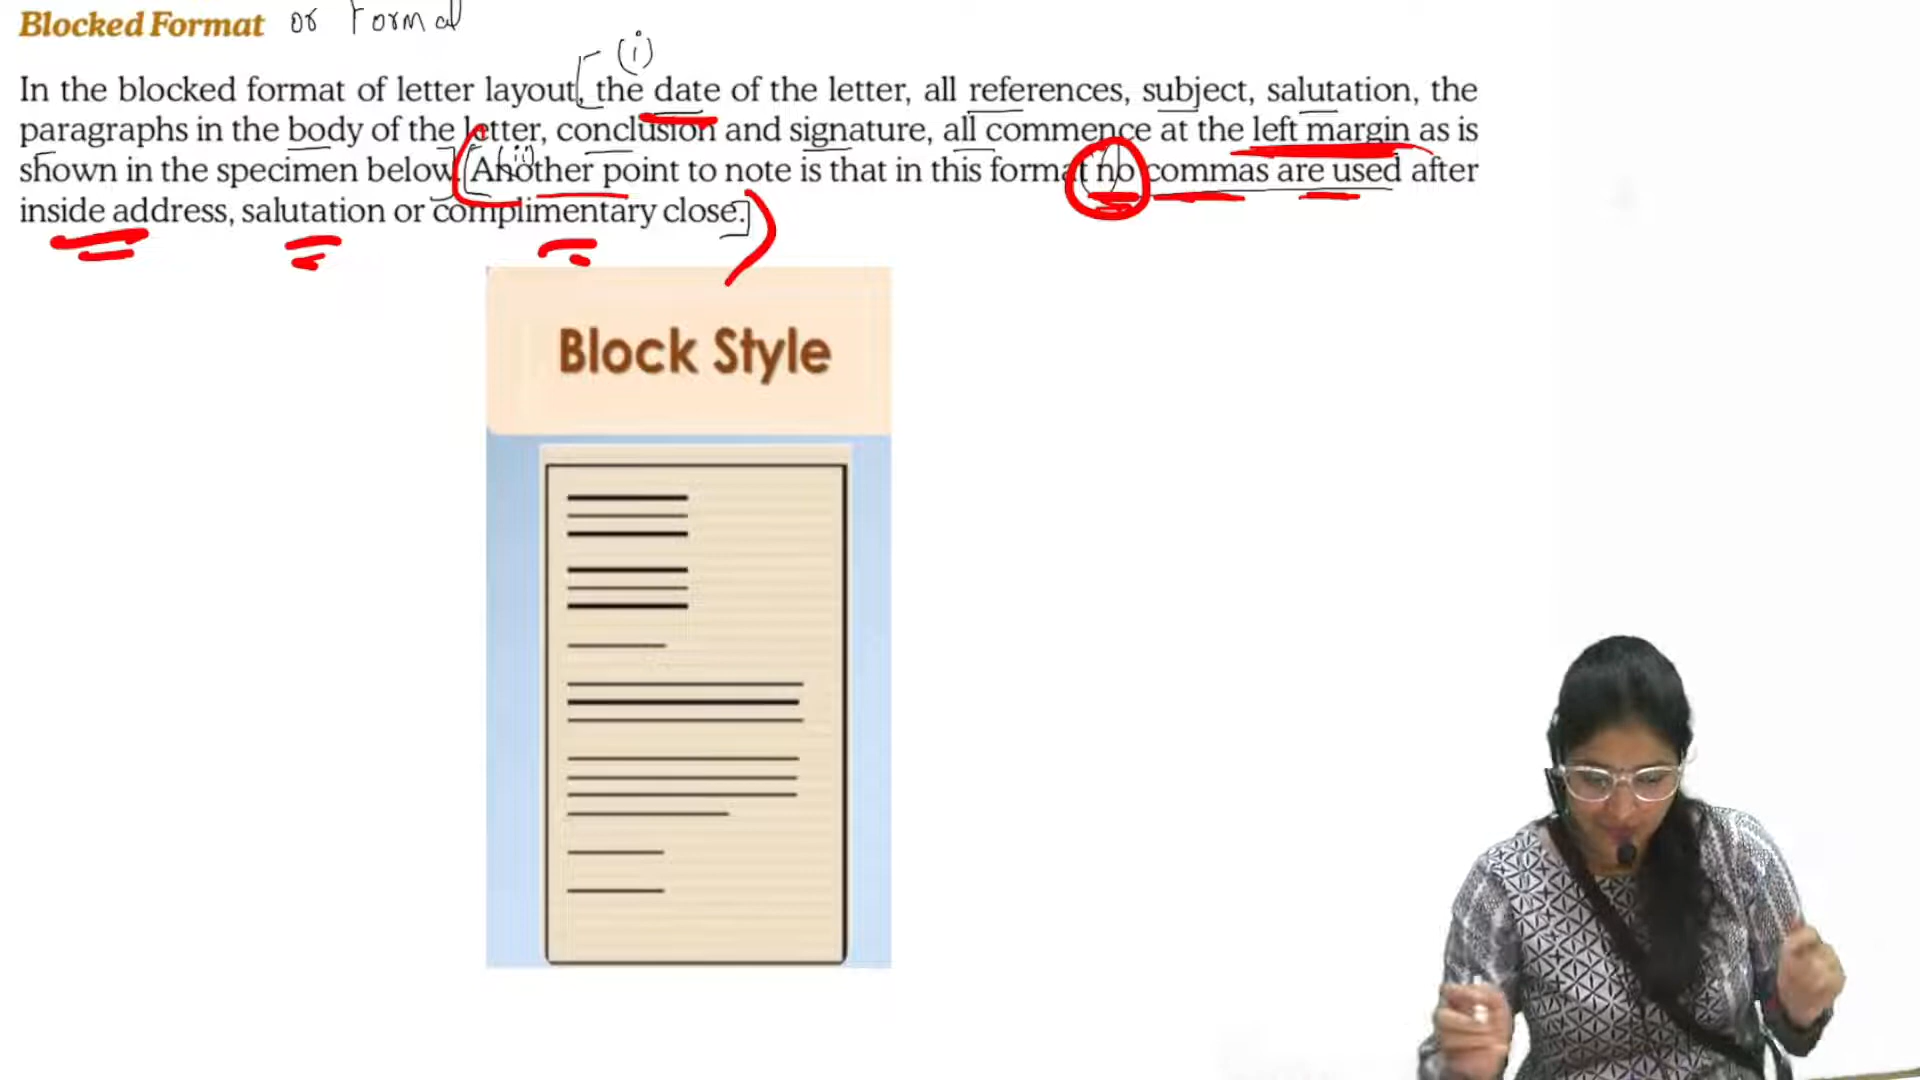 Blocked Format or Formal
(i)
In the blocked format of letter layout, the date of the letter, all references, subject, salutation, the
paragraphs in the body of the letter, conclusion and signature, all commence at the left margin as is
(ii)
shown in the specimen below. Another point to note is that in this format no commas are used after
inside address, salutation or complimentary close.
Block Style